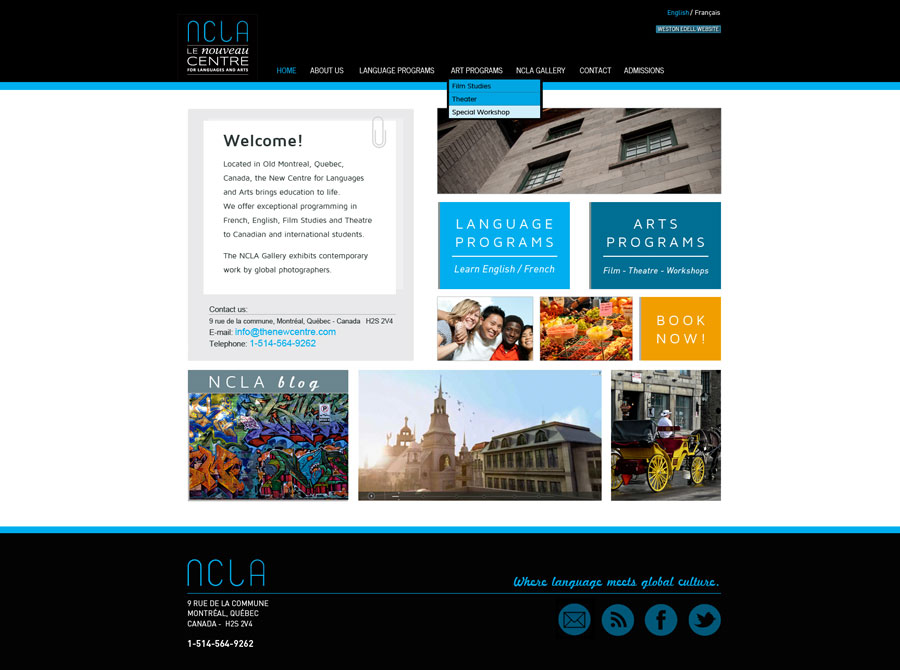 English / Français
WESTON EDELL WEBSITE
NCLA
LE nouveau
CENTRE
FOR LANGUAGES AND ARTS
HOME ABOUT US LANGUAGE PROGRAMS ART PROGRAMS NCLA GALLERY CONTACT ADMISSIONS
Film Studies
Theater
Special Workshop
Welcome!
Located in Old Montreal, Quebec,
Canada, the New Centre for Languages
and Arts brings education to life.
We offer exceptional programming in
French, English, Film Studies and Theatre
to Canadian and international students.
The NCLA Gallery exhibits contemporary
work by global photographers.
Contact us:
9 rue de la commune, Montréal, Québec - Canada H2S 2V4
E-mail: info@thenewcentre.com
Telephone: 1-514-564-9262
LANGUAGE
PROGRAMS
Learn English / French
ARTS
PROGRAMS
Film - Theatre - Workshops
BOOK
NOW!
NCLA blog
P
NCLA
Where language meets global culture.
9 RUE DE LA COMMUNE
MONTRÉAL, QUÉBEC
CANADA - H2S 2V4
1-514-564-9262